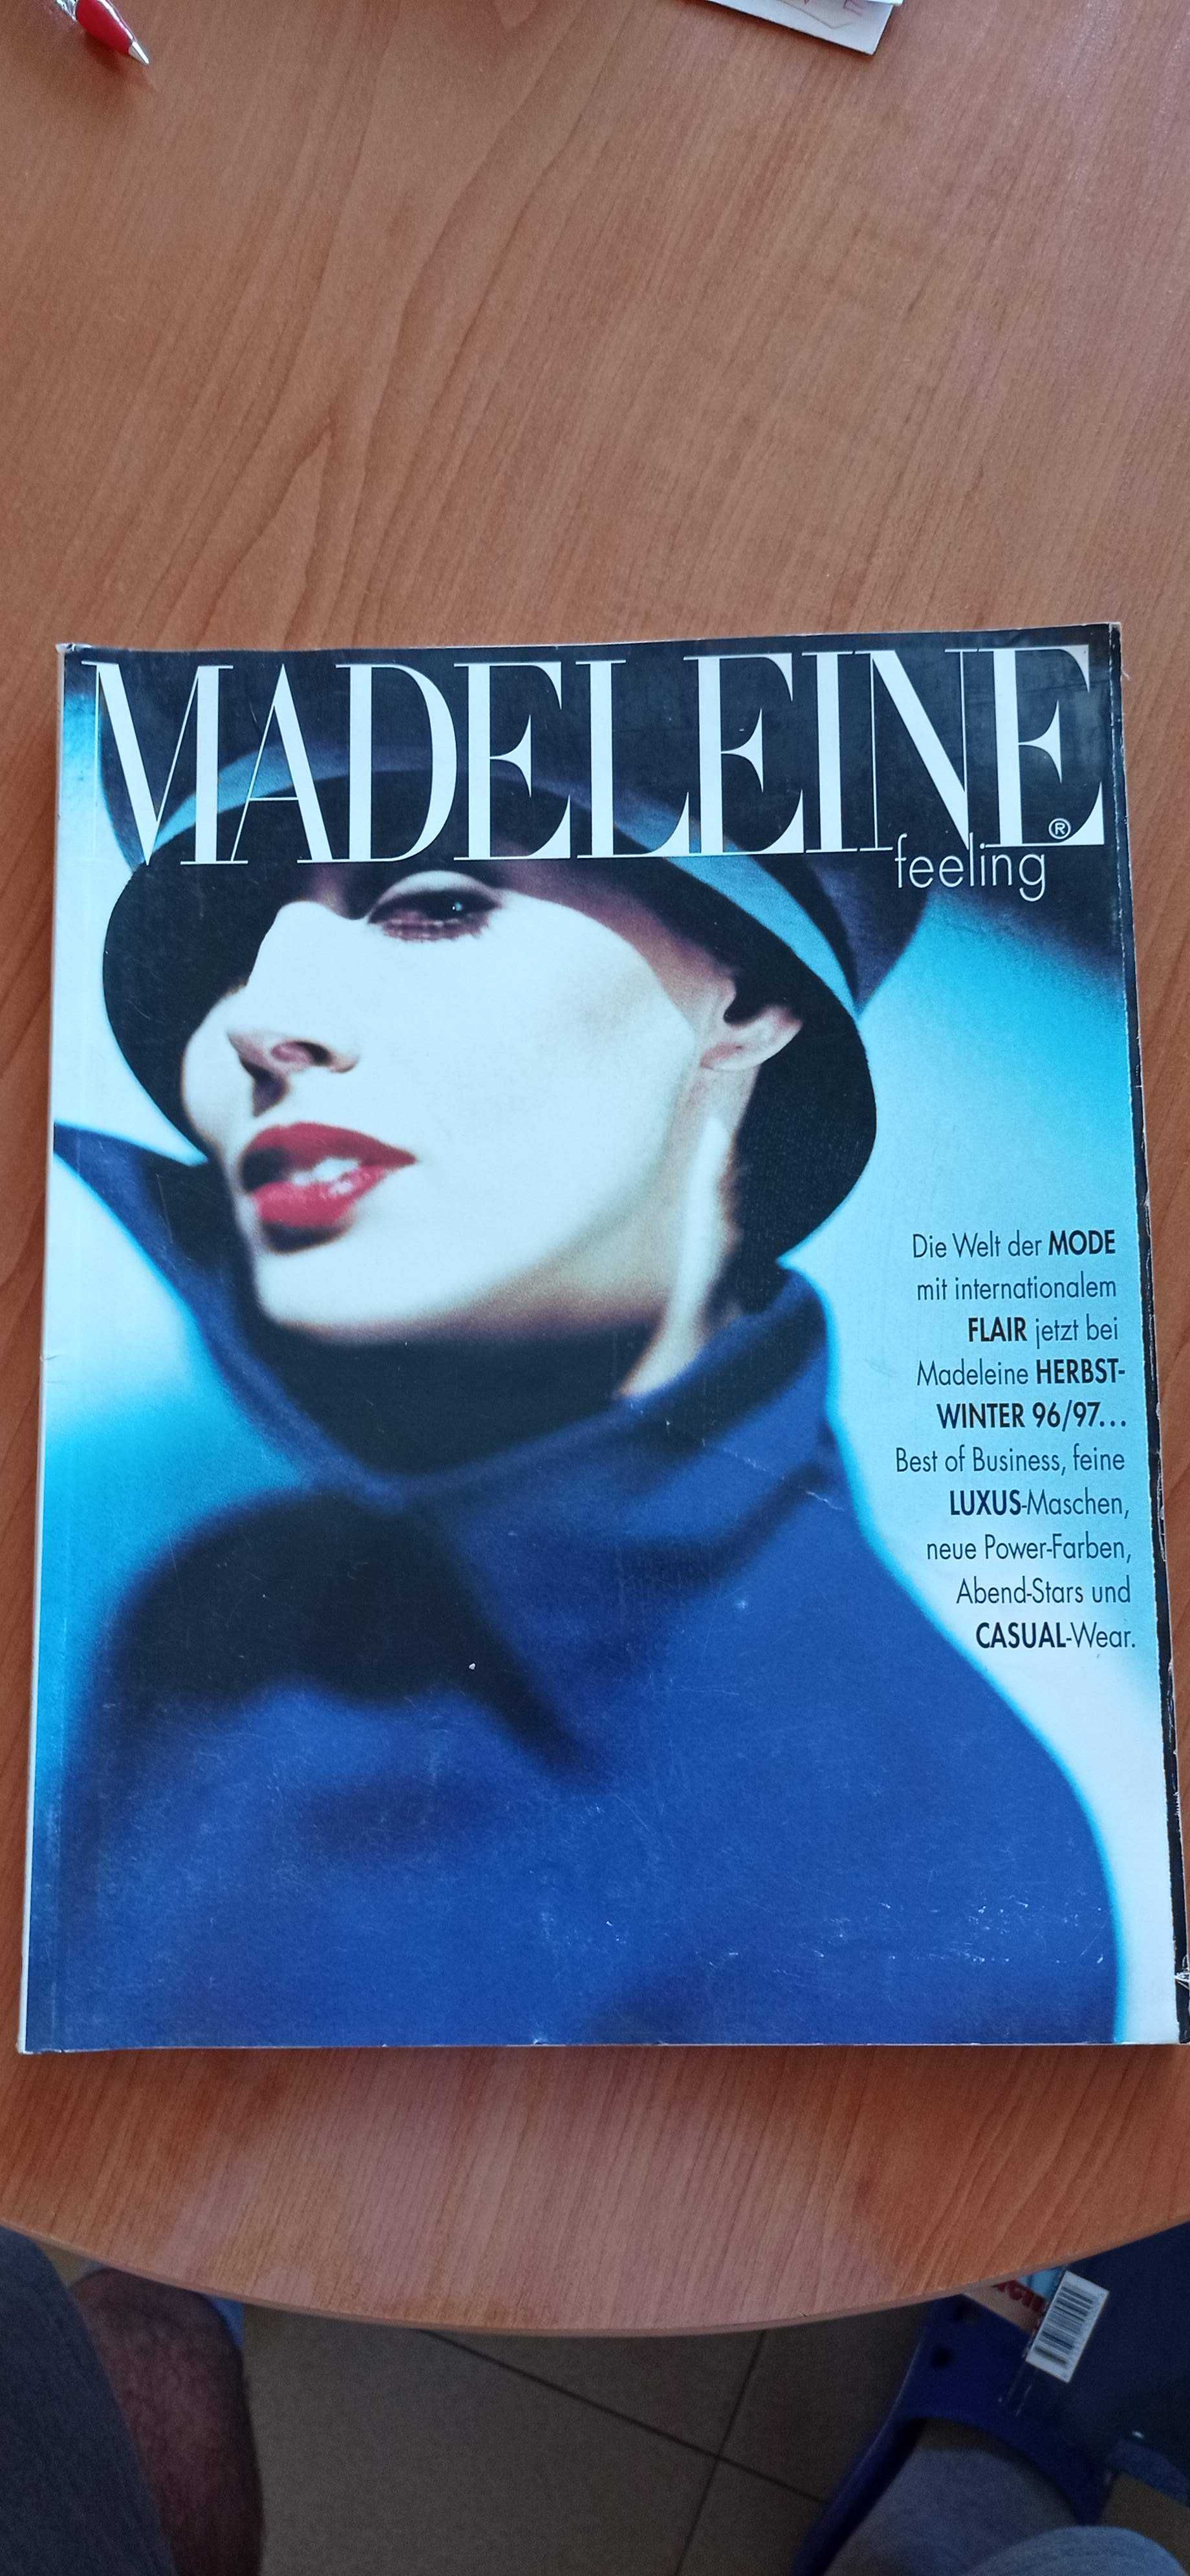 MADELEINE®
feeling
Die Welt der MODE
mit internationalem
FLAIR jetzt bei
Madeleine HERBST-
WINTER 96/97...
Best of Business, feine
LUXUS-Maschen,
neue Power-Farben,
Abend-Stars und
CASUAL-Wear.